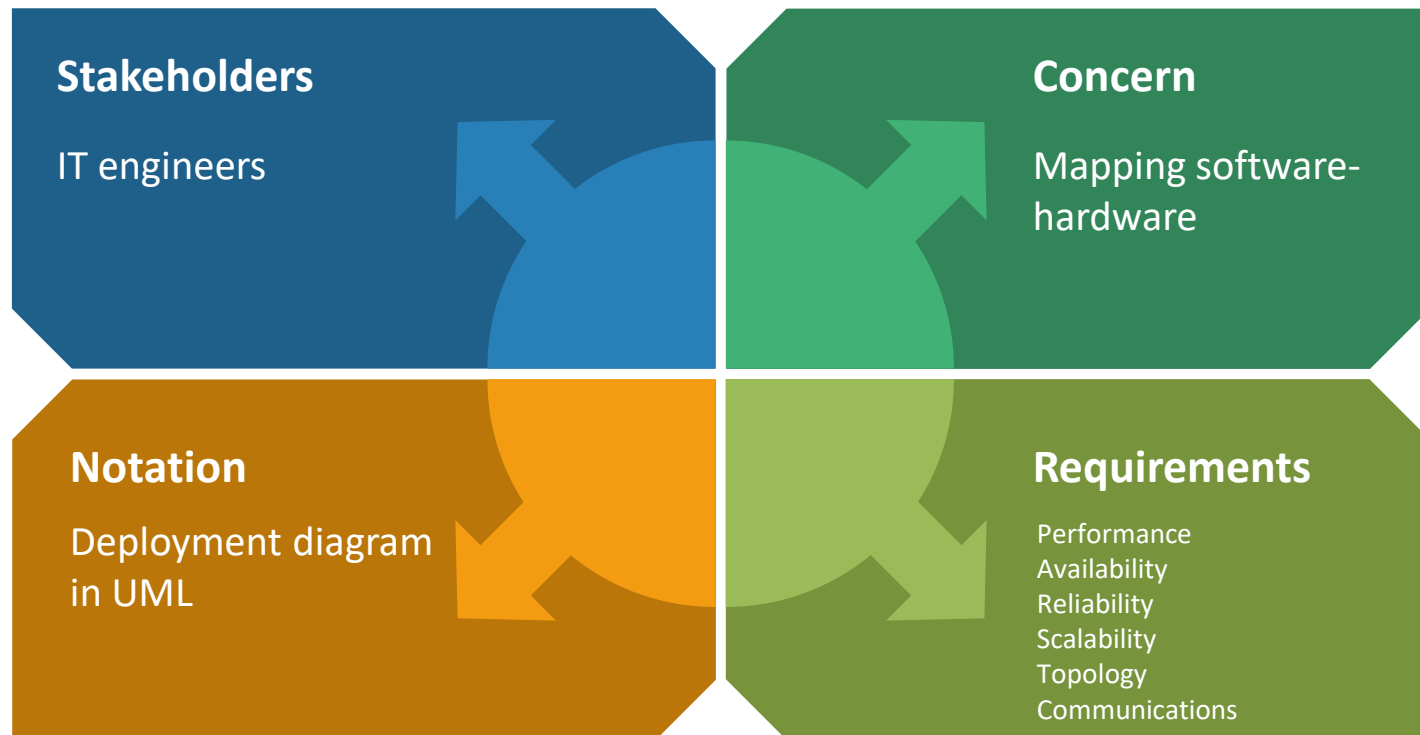 Stakeholders
IT engineers
Concern
Mapping software-
hardware
Notation
Deployment diagram
in UML
Requirements
Performance
Availability
Reliability
Scalability
Topology
Communications